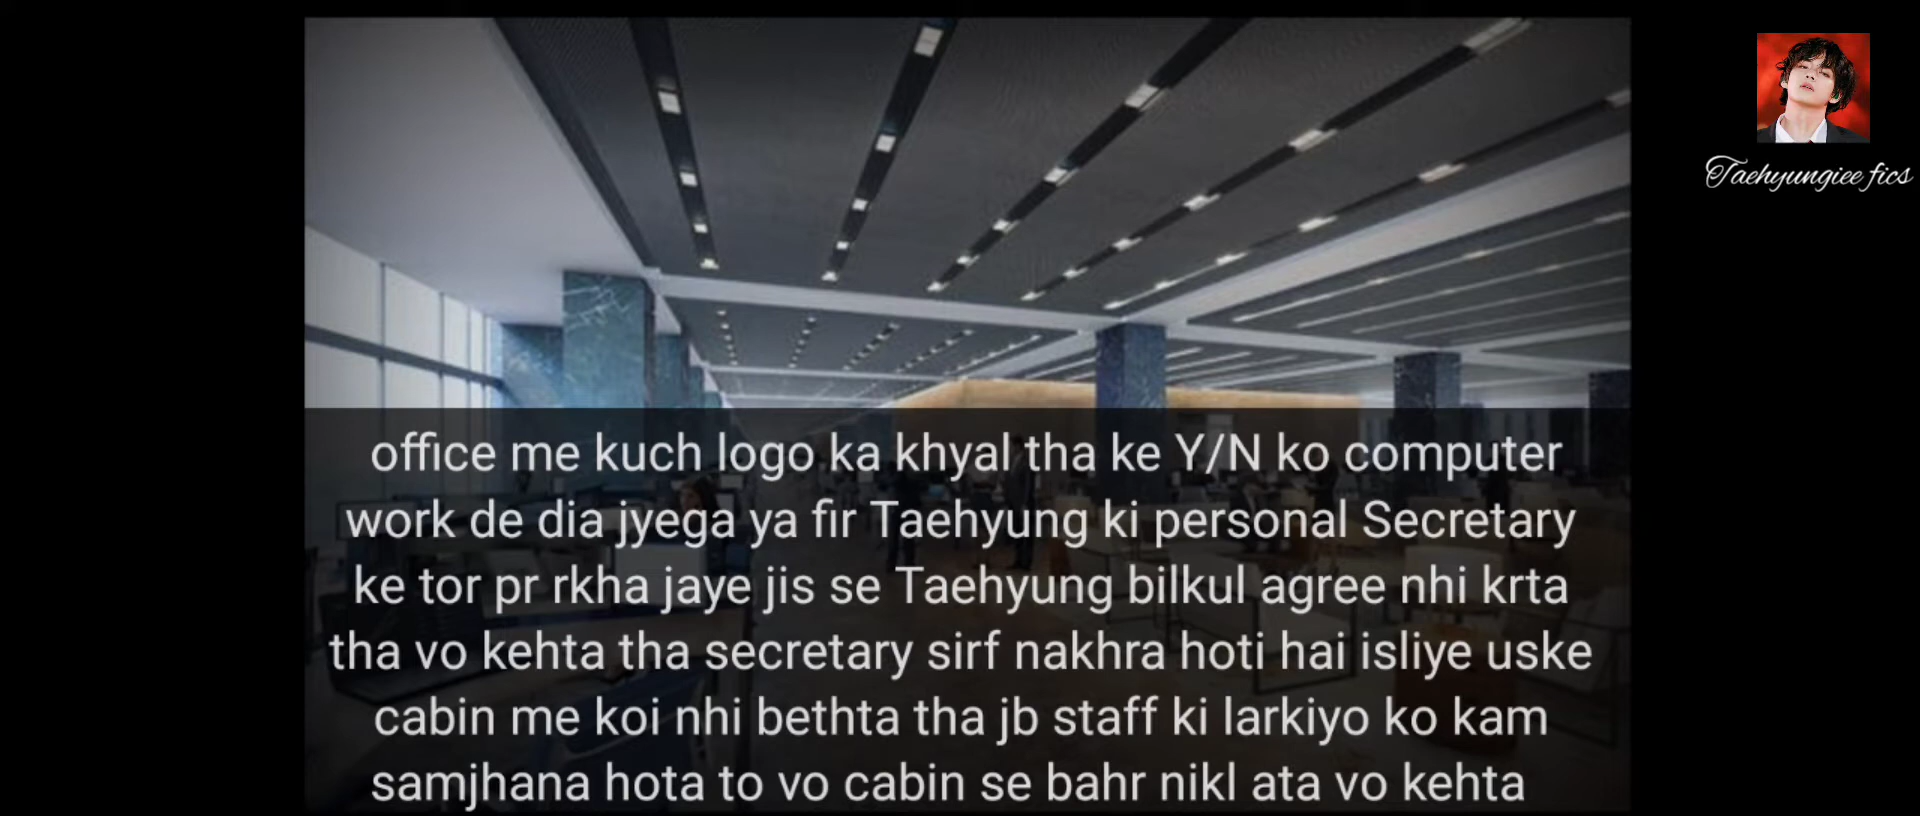 Taehyungiee fics
office me kuch logo ka khyal tha ke Y/N ko computer
work de dia jyega ya fir Taehyung ki personal Secretary
ke tor pr rkha jaye jis se Taehyung bilkul agree nhi krta
tha vo kehta tha secretary sirf nakhra hoti hai isliye uske
cabin me koi nhi bethta tha jb staff ki larkiyo ko kam
samjhana hota to vo cabin se bahr nikl ata vo kehta